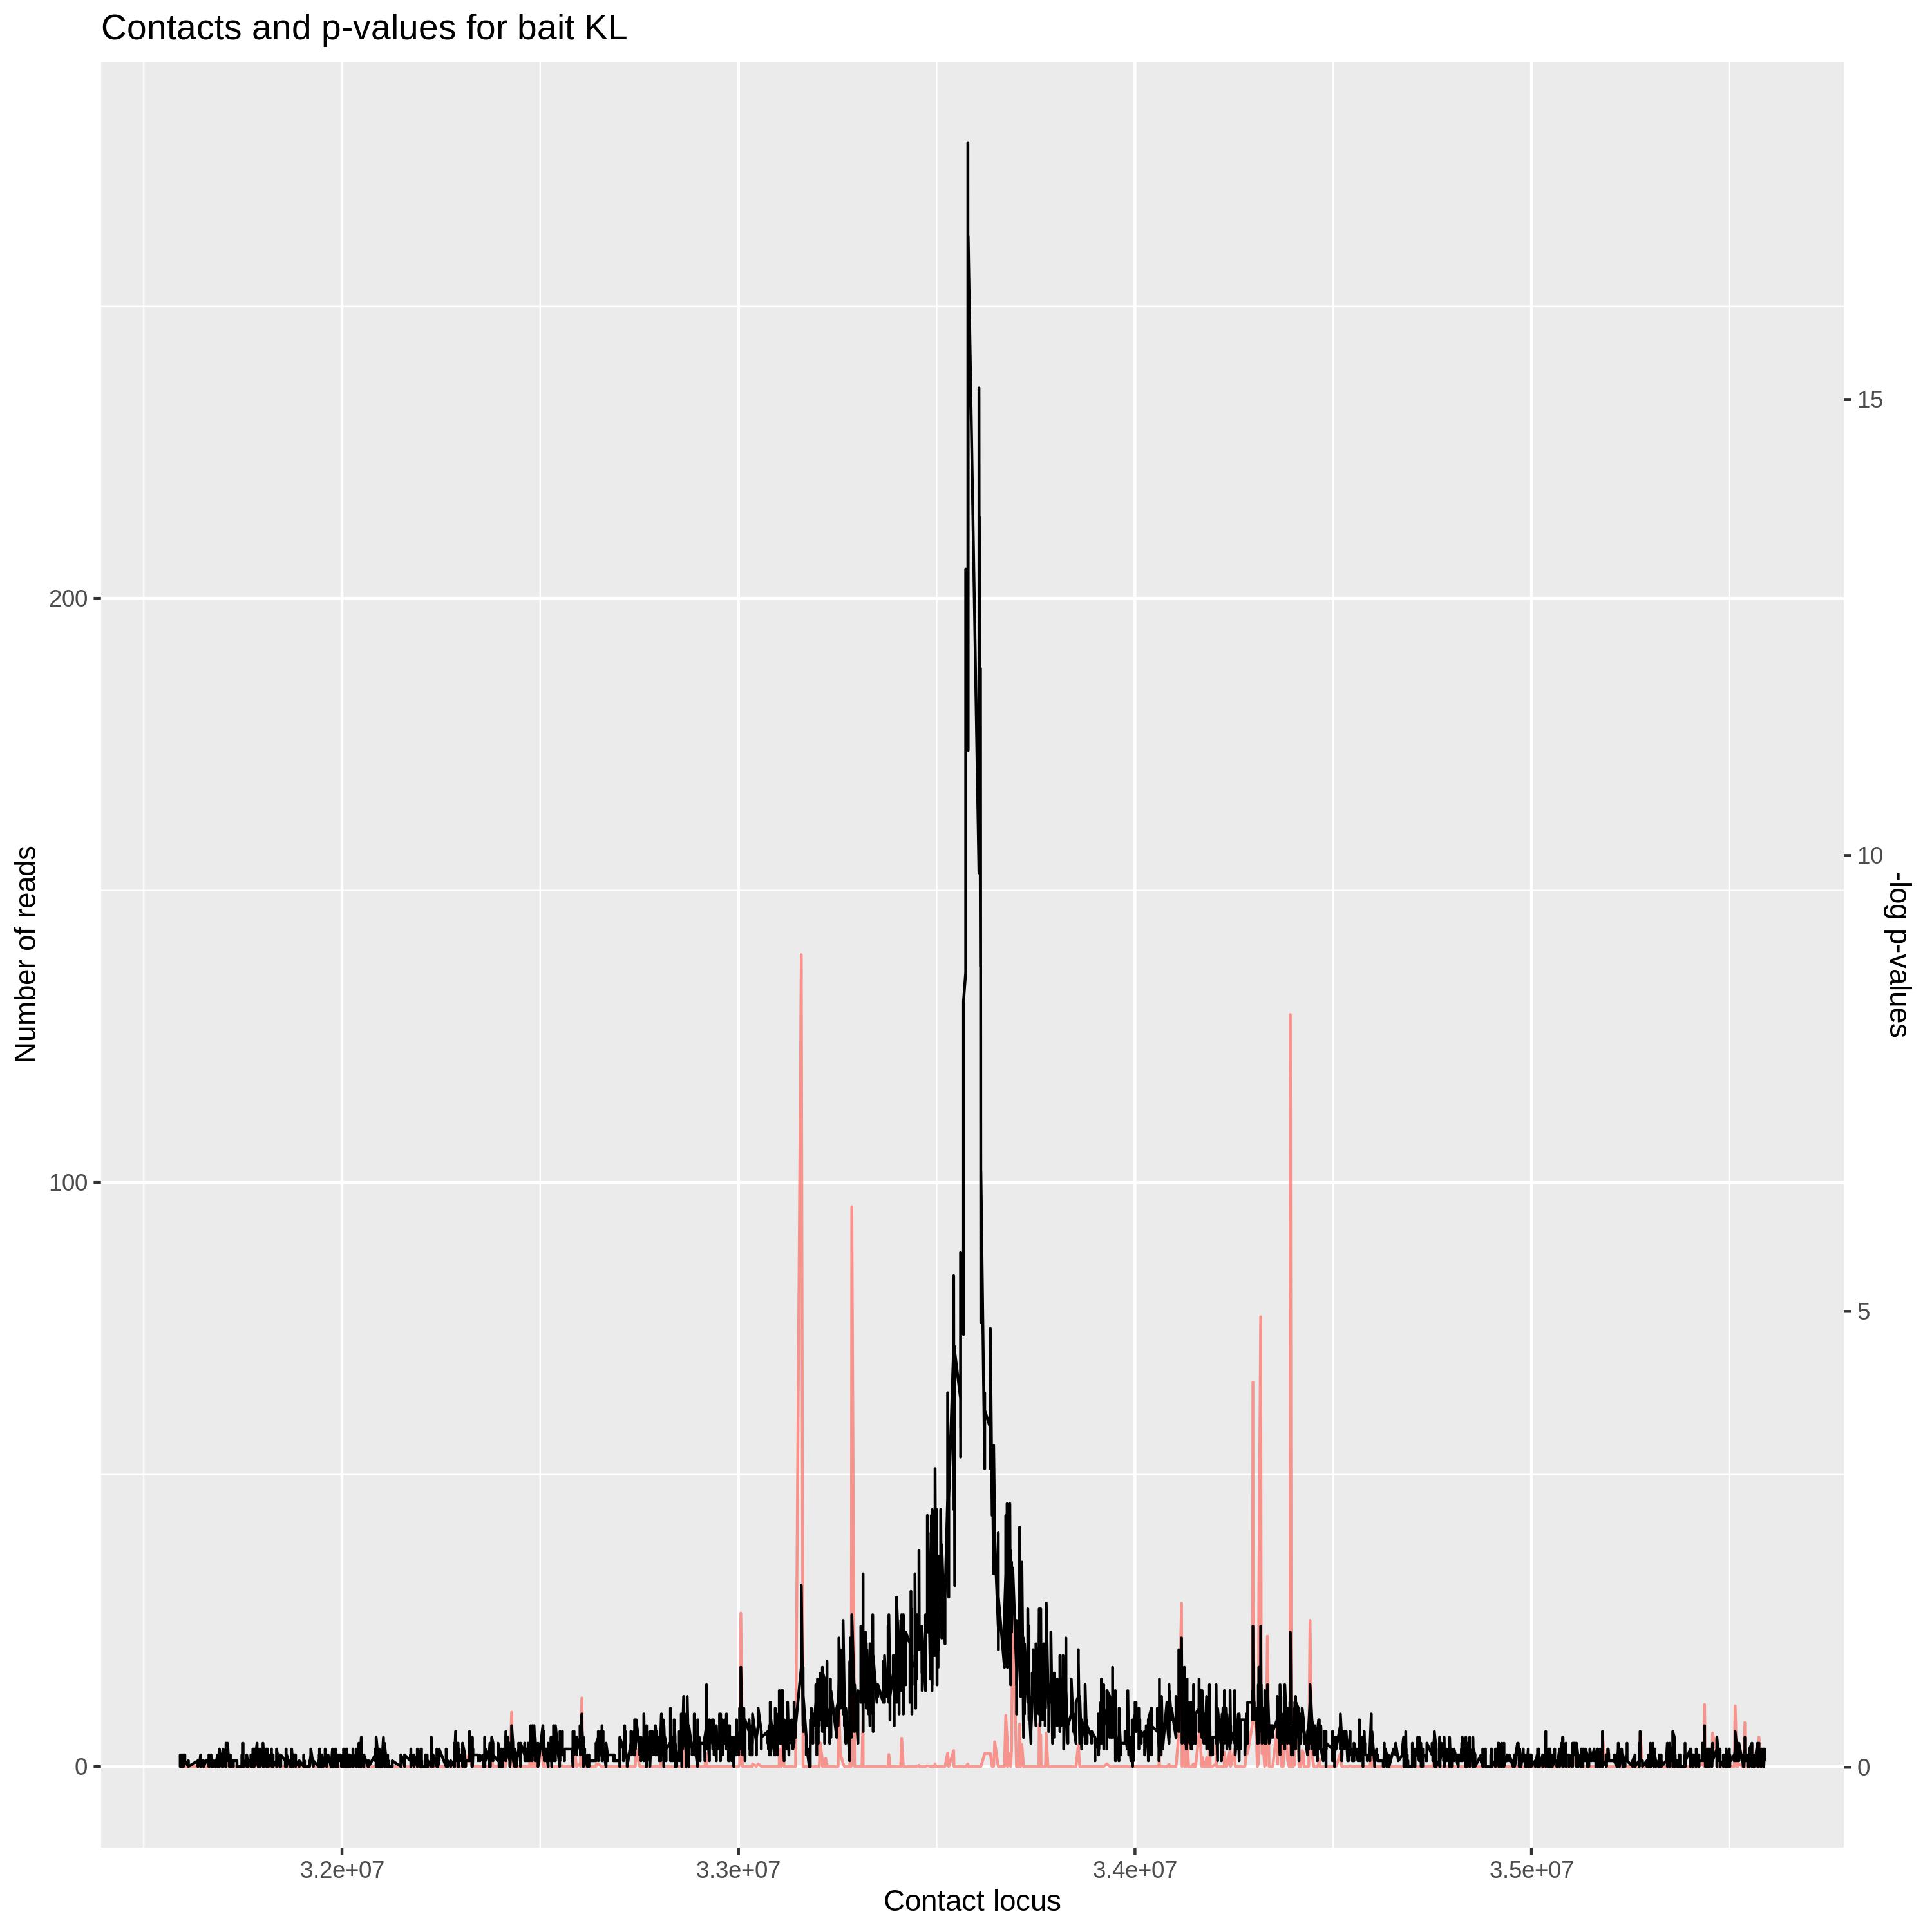 Contacts and p-values for bait KL
200
100
0
Number of reads
15
10
5
0
-log p-values
3.2e+07
3.3e+07
3.4e+07
3.5e+07
Contact locus